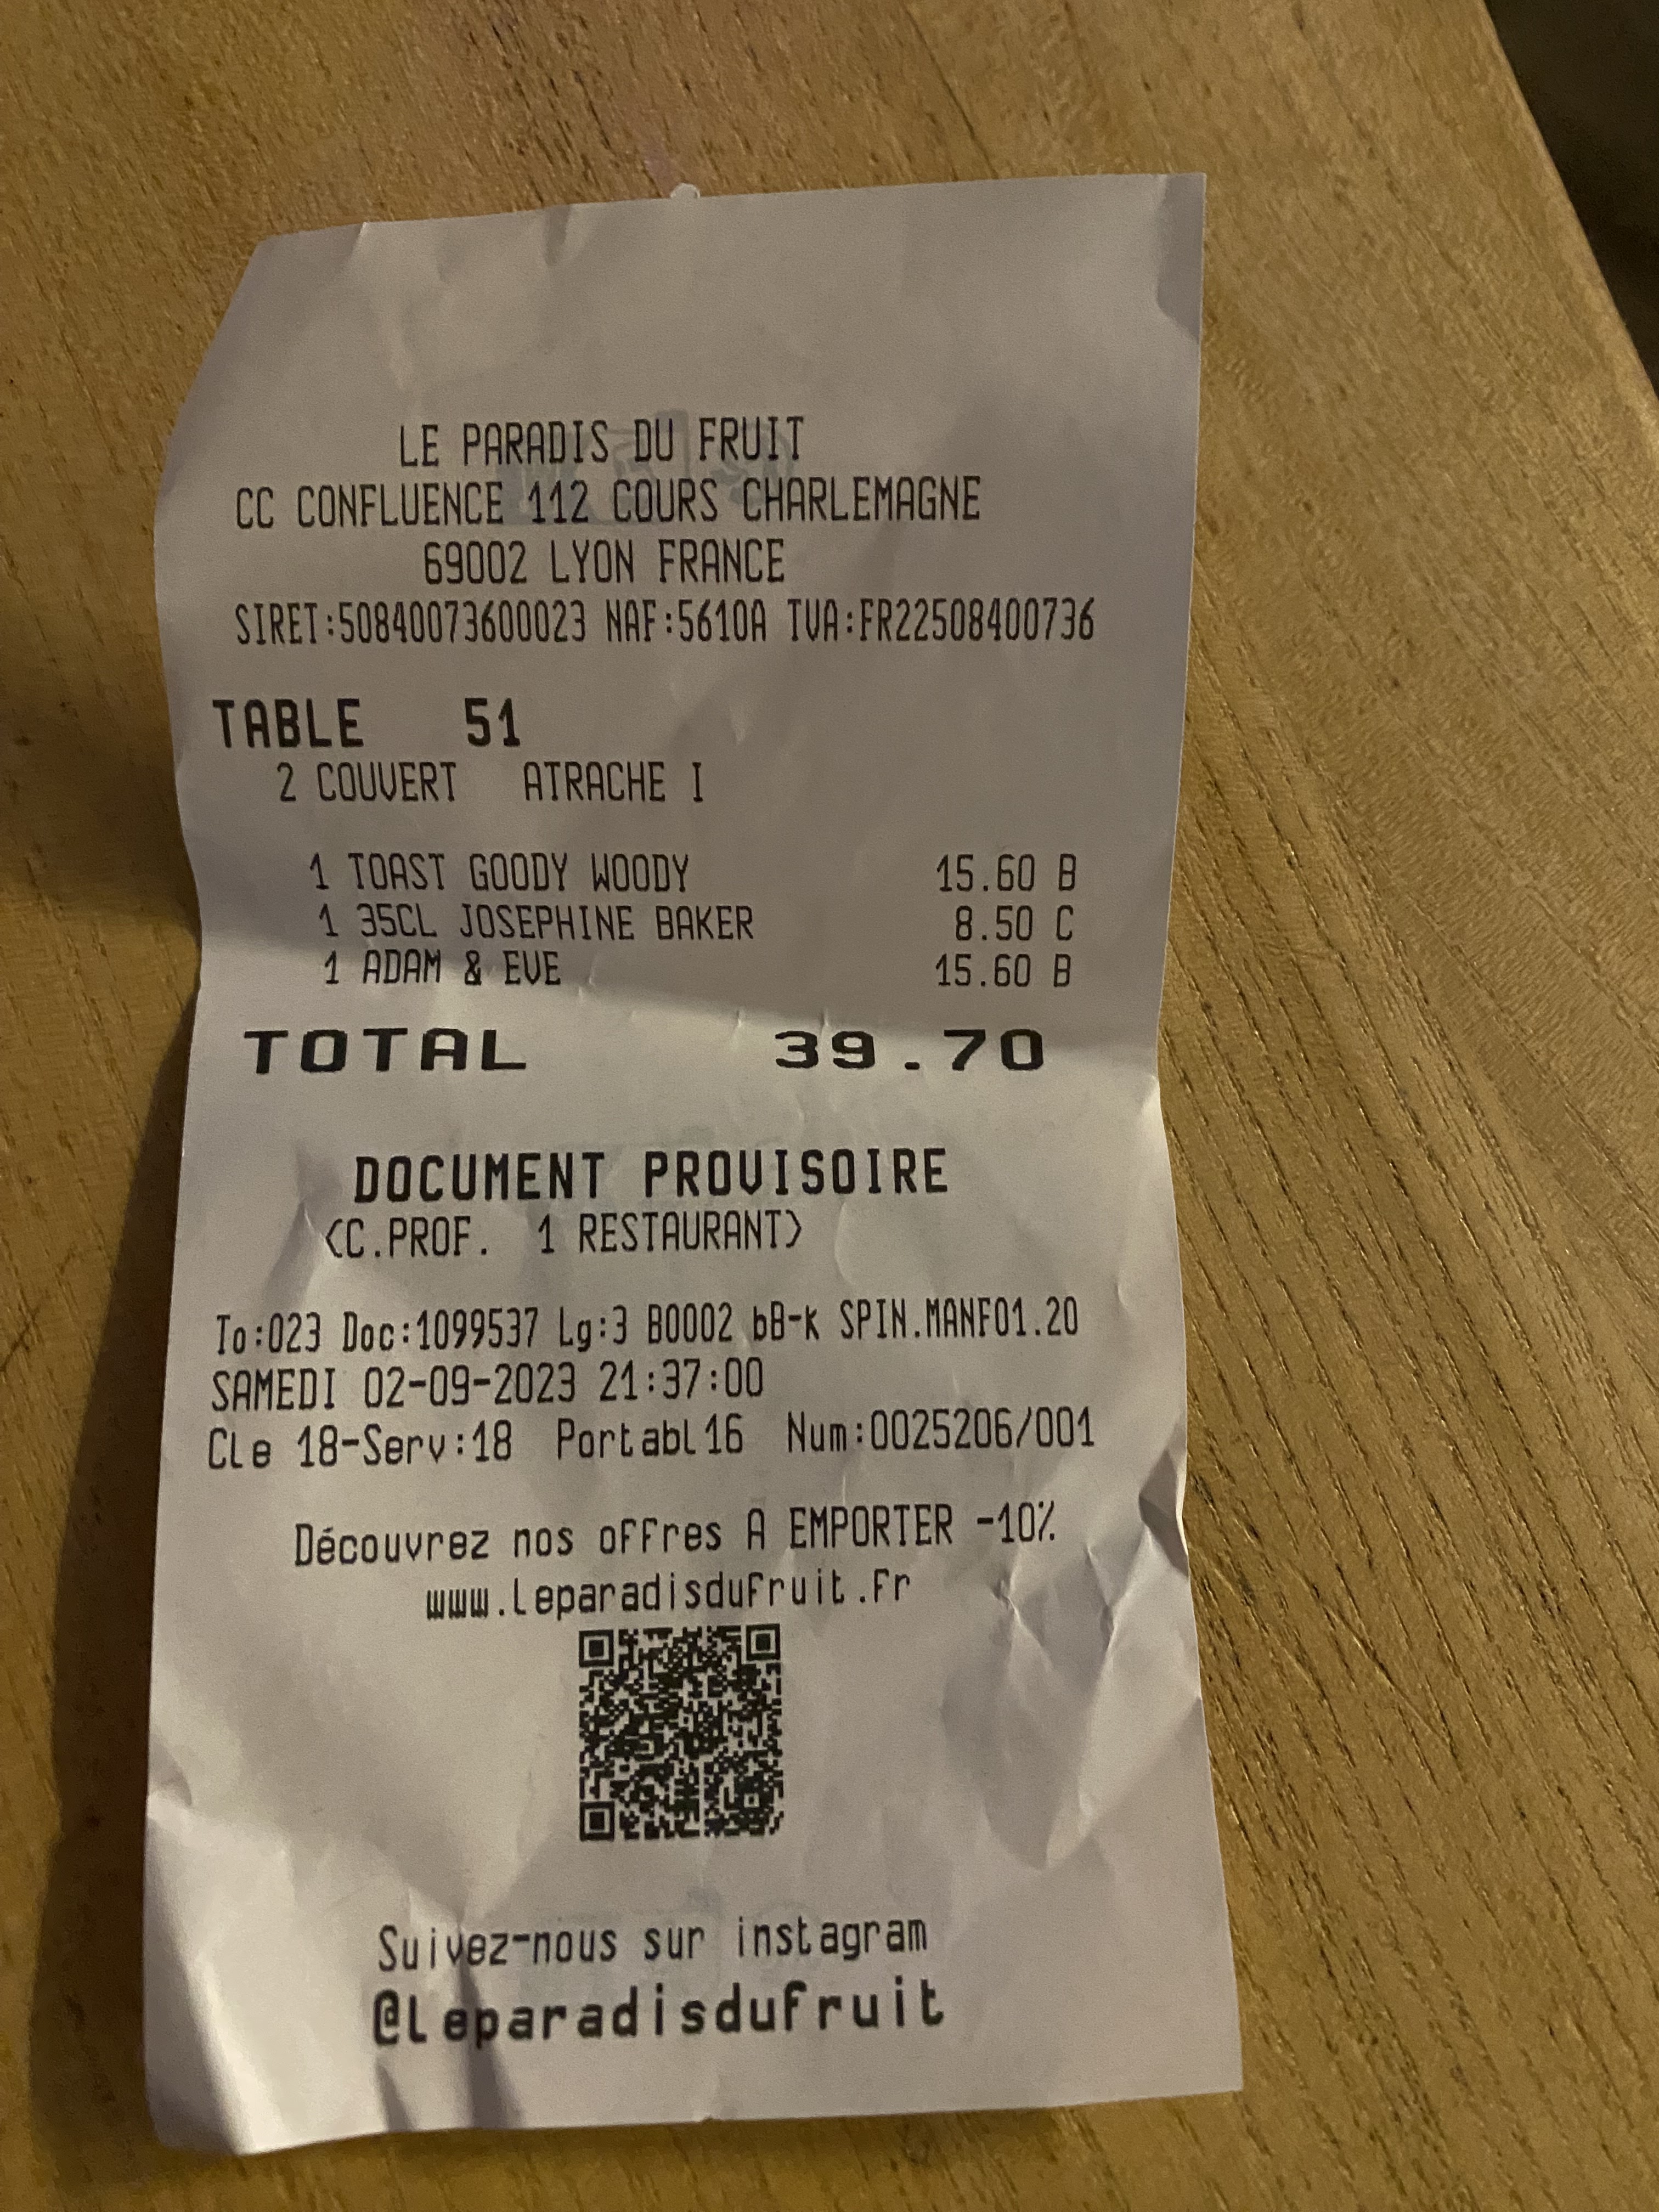 LE PARADIS DU FRUIT
CC CONFLUENCE 112 COURS CHARLEMAGNE
69002 LYON FRANCE
SIRET:50840073600023 NAF:5610A TVA:FR22508400736
TABLE 51
2 COUVERT ATRACHE I
1 TOAST GOODY WOODY 15.60 B
1 35CL JOSEPHINE BAKER 8.50 C
1 ADAM & EVE 15.60 B
TOTAL 39.70
DOCUMENT PROVISOIRE
<C.PROF. 1 RESTAURANT>
To:023 Doc:1099537 Lg:3 B0002 bB-k SPIN.MANF01.20
SAMEDI 02-09-2023 21:37:00
Cle 18-Serv:18 Portabl16 Num:0025206/001
Découvrez nos offres A EMPORTER -10%
www.leparadisdufruit.fr
Suivez-nous sur instagram
@leparadisdufruit